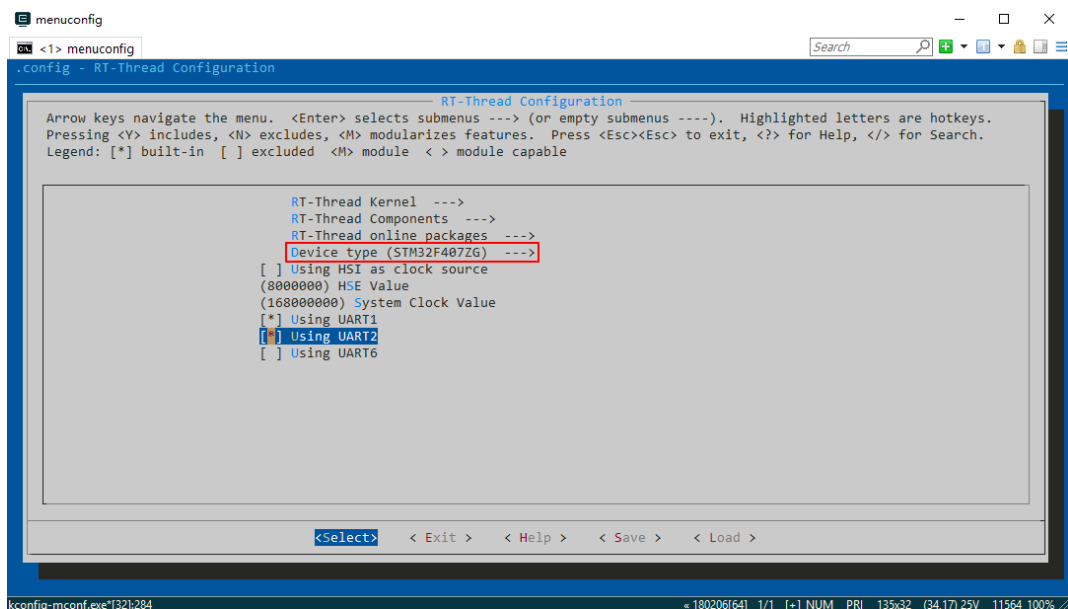 menuconfig
<1> menuconfig
Search
.config - RT-Thread Configuration
RT-Thread Configuration
Arrow keys navigate the menu. <Enter> selects submenus ---> (or empty submenus ----). Highlighted letters are hotkeys.
Pressing <Y> includes, <N> excludes, <M> modularizes features. Press <Esc><Esc> to exit, <?> for Help, </> for Search.
Legend: [*] built-in [ ] excluded <M> module < > module capable
RT-Thread Kernel --->
RT-Thread Components --->
RT-Thread online packages --->
Device type (STM32F407ZG) --->
[ ] Using HSI as clock source
(8000000) HSE Value
(168000000) System Clock Value
[*] Using UART1
[*] Using UART2
[ ] Using UART6
<Select> < Exit > < Help > < Save > < Load >
kconfig-mconf.exe*[32]:284 « 180206[64] 1/1 [+] NUM PRI 135x32 (34,17) 25V 11564 100%